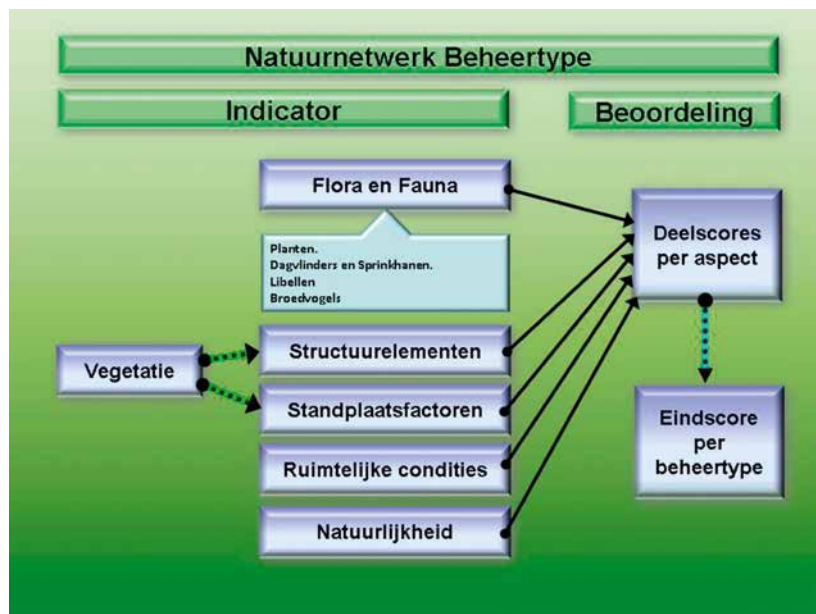 Natuurnetwerk Beheertype
Indicator
Beoordeling
Flora en Fauna
Planten.
Dagvlinders en Sprinkhanen.
Libellen
Broedvogels
Vegetatie
Structuurelementen
Standplaatsfactoren
Ruimtelijke condities
Natuurlijkheid
Deelscores
per aspect
Eindscore
per
beheertype